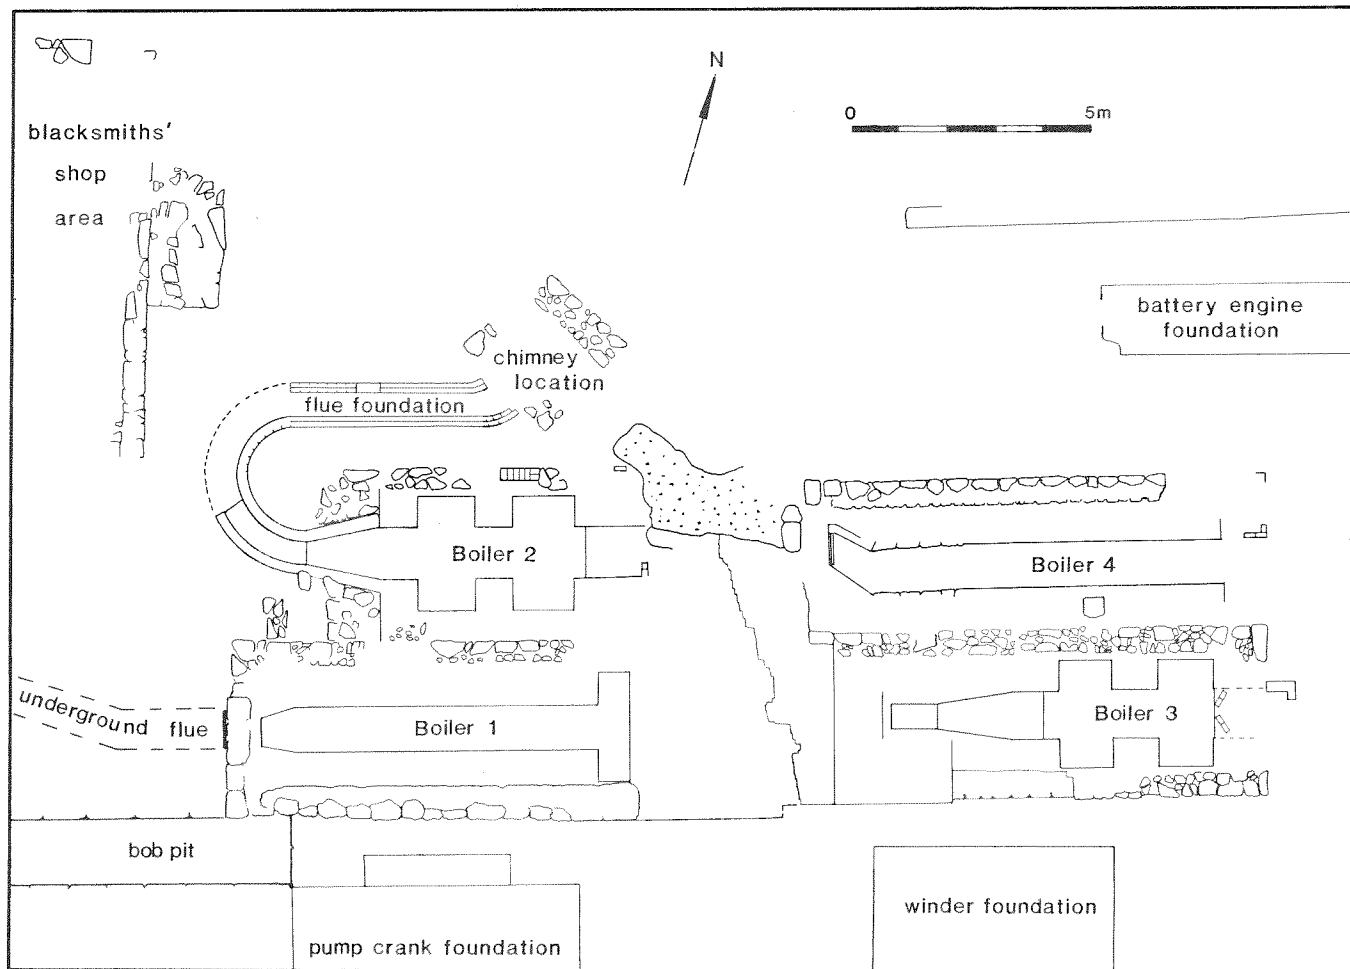 N
0 5m
blacksmiths'
shop
area
battery engine
foundation
chimney
location
flue foundation
Boiler 2
Boiler 4
underground flue
Boiler 1
Boiler 3
bob pit
winder foundation
pump crank foundation